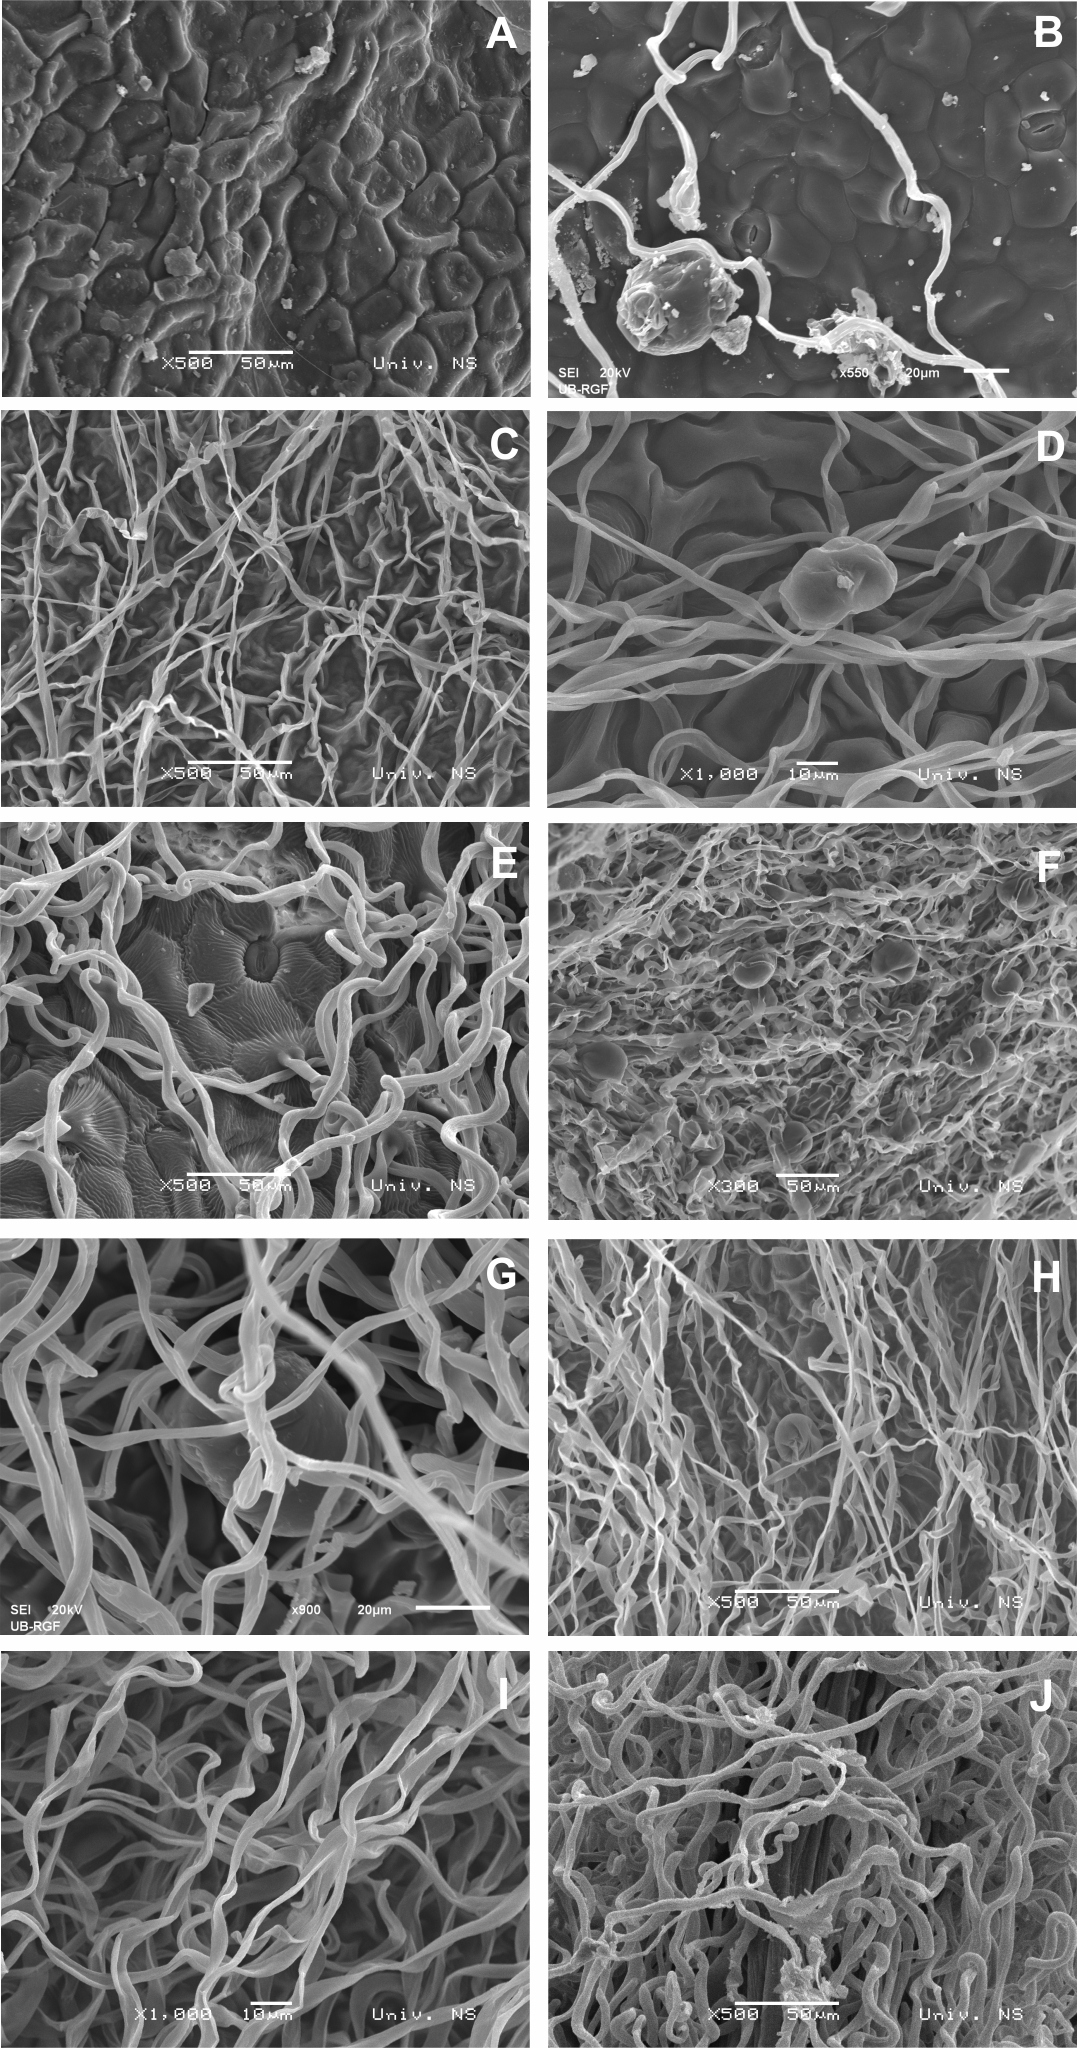 A
X500 50µm Univ. NS
B
SEI 20kV x550 20µm
UB-RGF
C
X500 50µm Univ. NS
D
X1,000 10µm Univ. NS
E
X500 50µm Univ. NS
F
X300 50µm Univ. NS
G
SEI 20kV x900 20µm
UB-RGF
H
X500 50µm Univ. NS
I
X1,000 10µm Univ. NS
J
X500 50µm Univ. NS